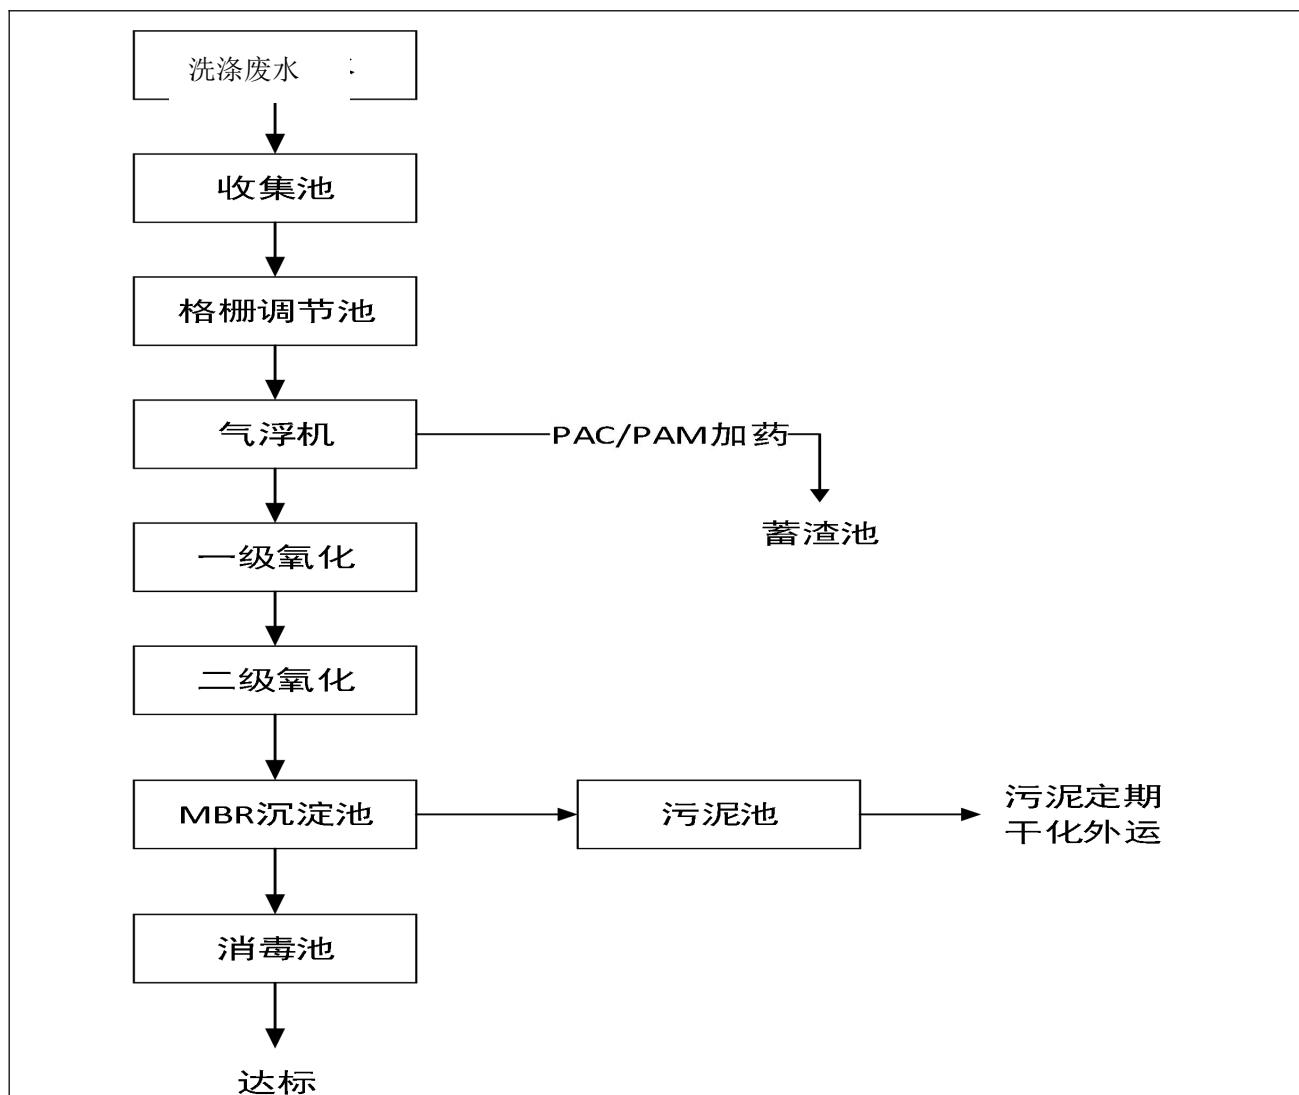 洗涤废水
收集池
格栅调节池
气浮机
PAC/PAM加药
蓄渣池
一级氧化
二级氧化
MBR沉淀池
污泥池
污泥定期
干化外运
消毒池
达标